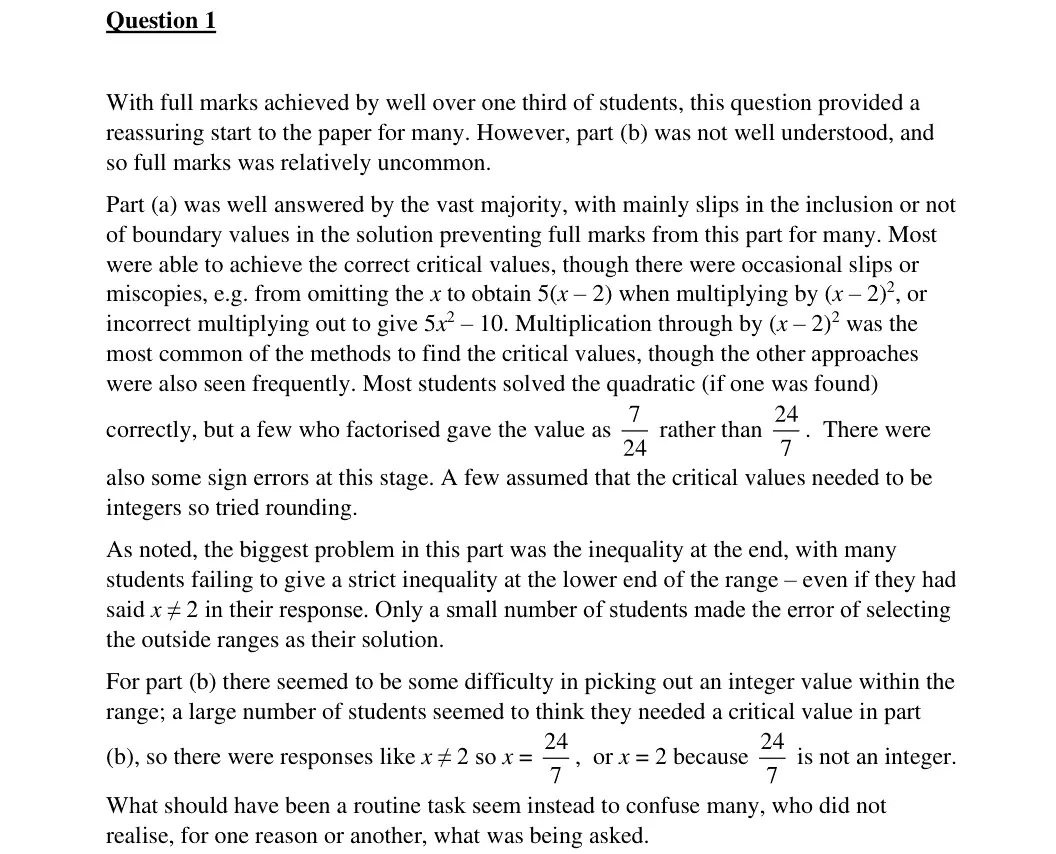 Question 1
With full marks achieved by well over one third of students, this question provided a
reassuring start to the paper for many. However, part (b) was not well understood, and
so full marks was relatively uncommon.
Part (a) was well answered by the vast majority, with mainly slips in the inclusion or not
of boundary values in the solution preventing full marks from this part for many. Most
were able to achieve the correct critical values, though there were occasional slips or
miscopies, e.g. from omitting the x to obtain 5(x – 2) when multiplying by (x – 2)², or
incorrect multiplying out to give 5x² – 10. Multiplication through by (x – 2)² was the
most common of the methods to find the critical values, though the other approaches
were also seen frequently. Most students solved the quadratic (if one was found)
correctly, but a few who factorised gave the value as 7/24 rather than 24/7. There were
also some sign errors at this stage. A few assumed that the critical values needed to be
integers so tried rounding.
As noted, the biggest problem in this part was the inequality at the end, with many
students failing to give a strict inequality at the lower end of the range – even if they had
said x ≠ 2 in their response. Only a small number of students made the error of selecting
the outside ranges as their solution.
For part (b) there seemed to be some difficulty in picking out an integer value within the
range; a large number of students seemed to think they needed a critical value in part
(b), so there were responses like x ≠ 2 so x = 24/7, or x = 2 because 24/7 is not an integer.
What should have been a routine task seem instead to confuse many, who did not
realise, for one reason or another, what was being asked.